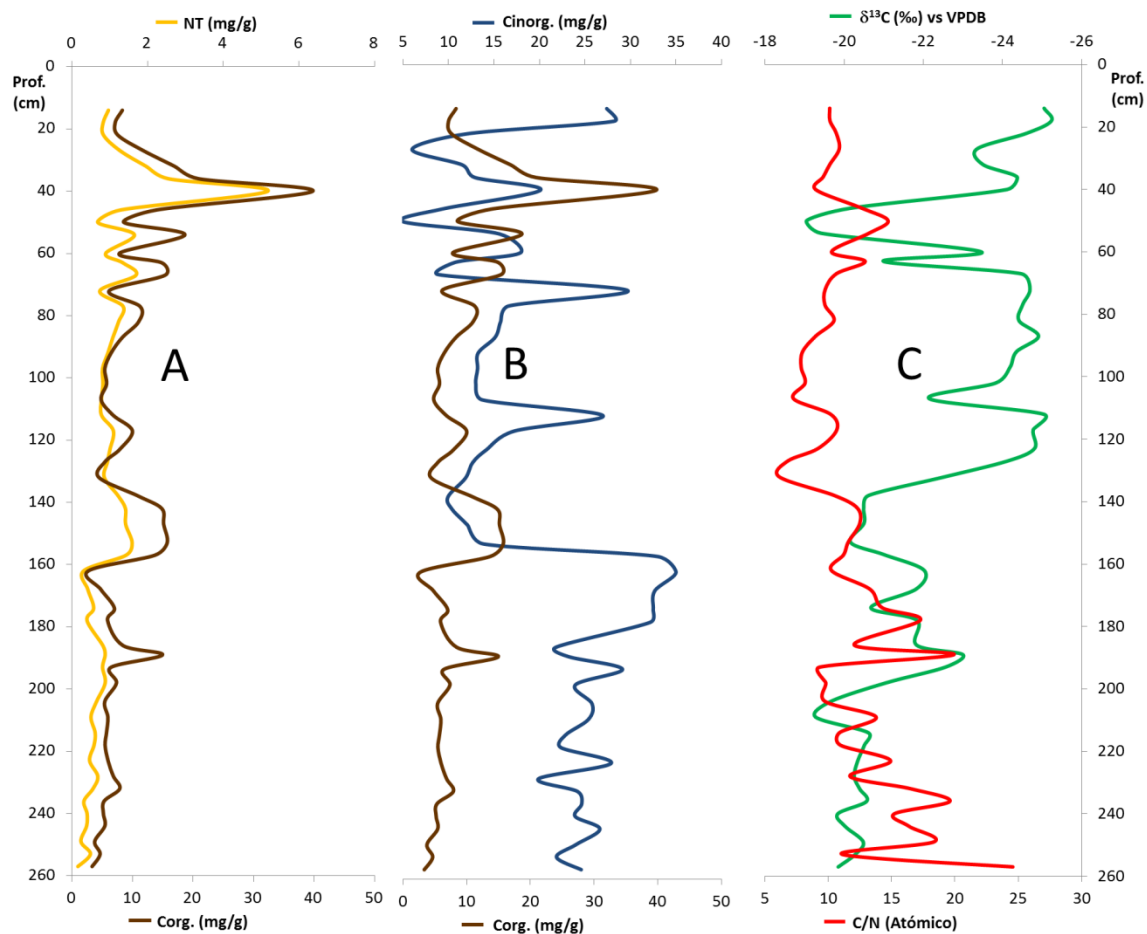 NT (mg/g)
0 2 4 6 8
Cinorg. (mg/g)
5 10 15 20 25 30 35 40 45
δ¹³C (‰) vs VPDB
-18 -20 -22 -24 -26
Prof.
(cm)
0
20
40
60
80
100
120
140
160
180
200
220
240
260
A
B
C
0
Prof.
(cm)
20
40
60
80
100
120
140
160
180
200
220
240
260
0 10 20 30 40 50
Corg. (mg/g)
0 10 20 30 40 50
Corg. (mg/g)
5 10 15 20 25 30
C/N (Atómico)